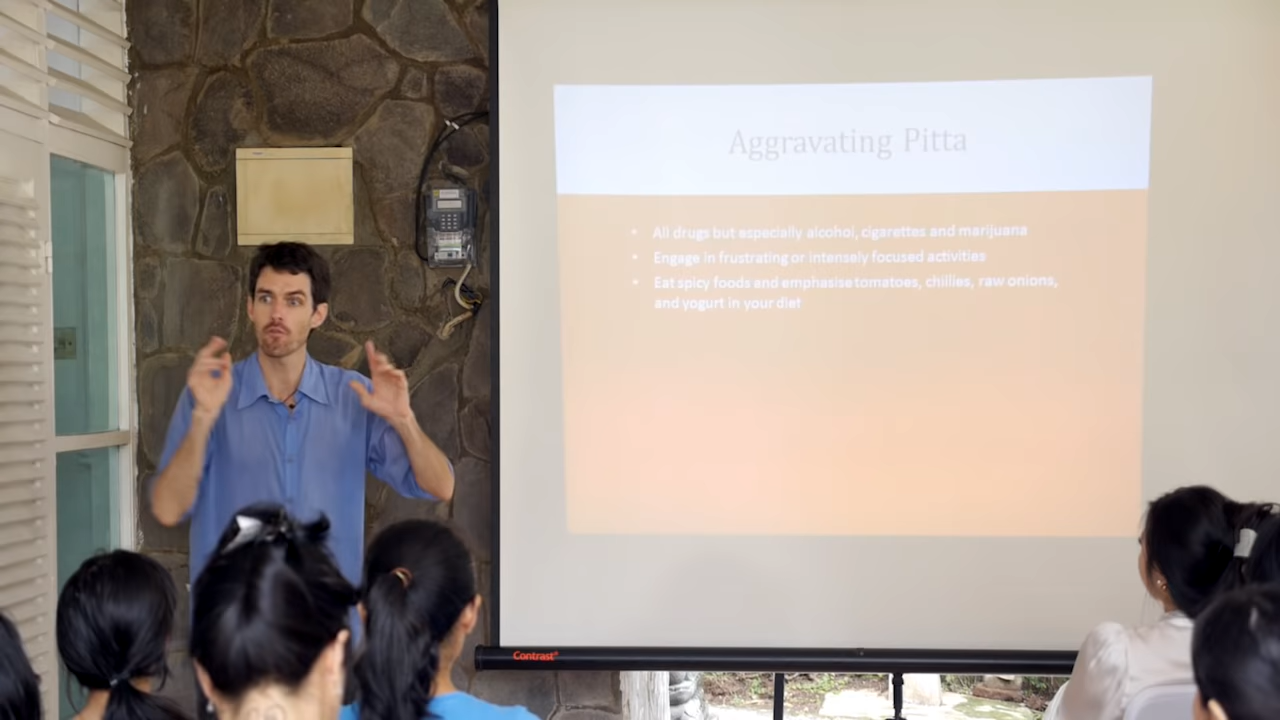 Aggravating Pitta
• All drugs but especially alcohol, cigarettes and marijuana
• Engage in frustrating or intensely focused activities
• Eat spicy foods and emphasise tomatoes, chillies, raw onions,
and yogurt in your diet
Contrast